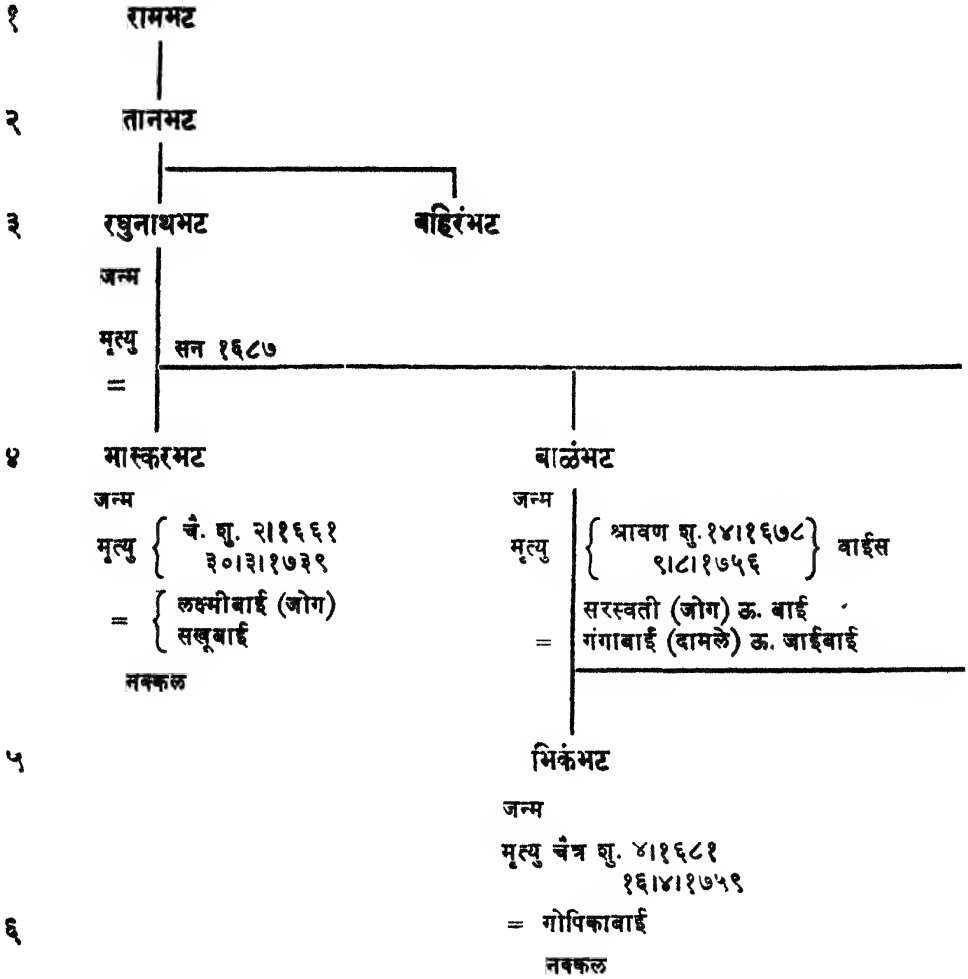 १ रामभट
२ तानभट
३ रघुनाथभट बहिरंभट
जन्म
मृत्यु सन १६८७
=
४ भास्करभट बाळंभट
जन्म जन्म
मृत्यु { चै. शु. २।१६६१ मृत्यु { श्रावण शु. १४।१६७८ } वाईस
३०।३।१७३९ ९।८।१७५६
= { लक्ष्मीबाई (जोग) सरस्वती (जोग) ऊ. बाई
सखूबाई = गंगाबाई (दामले) ऊ. जाईबाई
नक्कल
५ भिकंभट
जन्म
मृत्यु चैत्र शु. ४।१६८१
१६।४।१७५९
६ = गोपिकाबाई
नक्कल